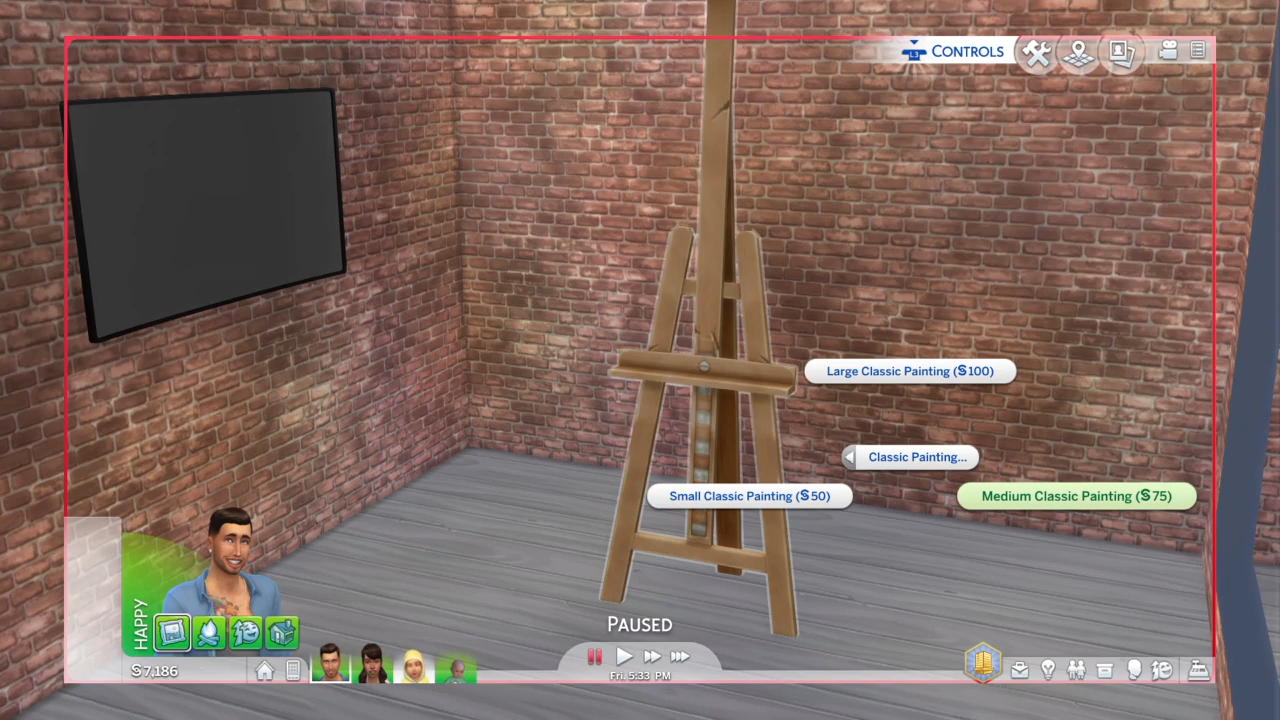 L3 CONTROLS
Large Classic Painting (§100)
Classic Painting...
Small Classic Painting (§50)
Medium Classic Painting (§75)
HAPPY
PAUSED
§7,186
Fri. 5:33 PM